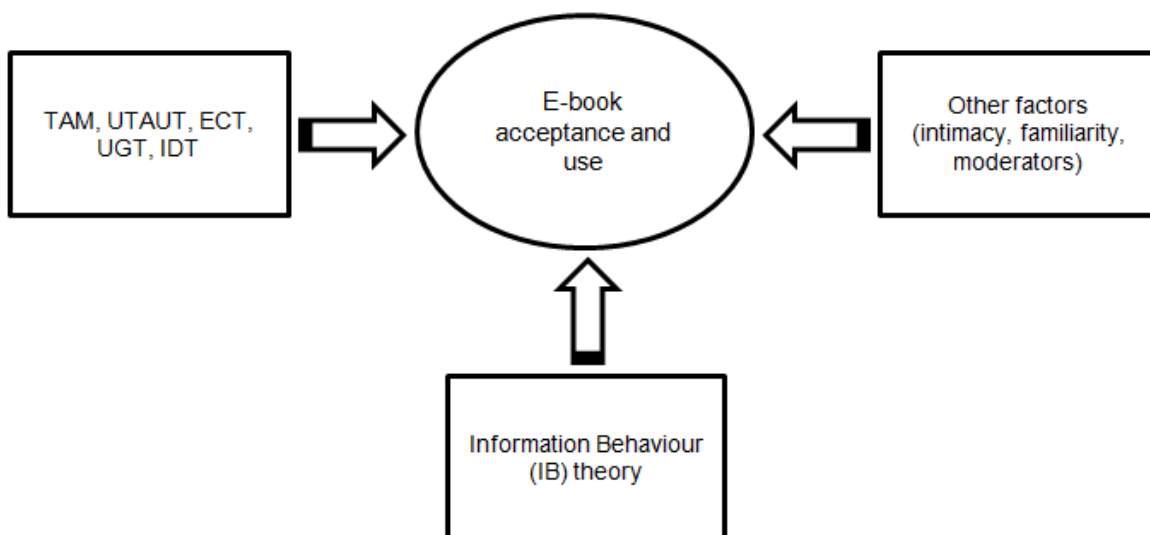 TAM, UTAUT, ECT,
UGT, IDT
E-book
acceptance and
use
Other factors
(intimacy, familiarity,
moderators)
Information Behaviour
(IB) theory